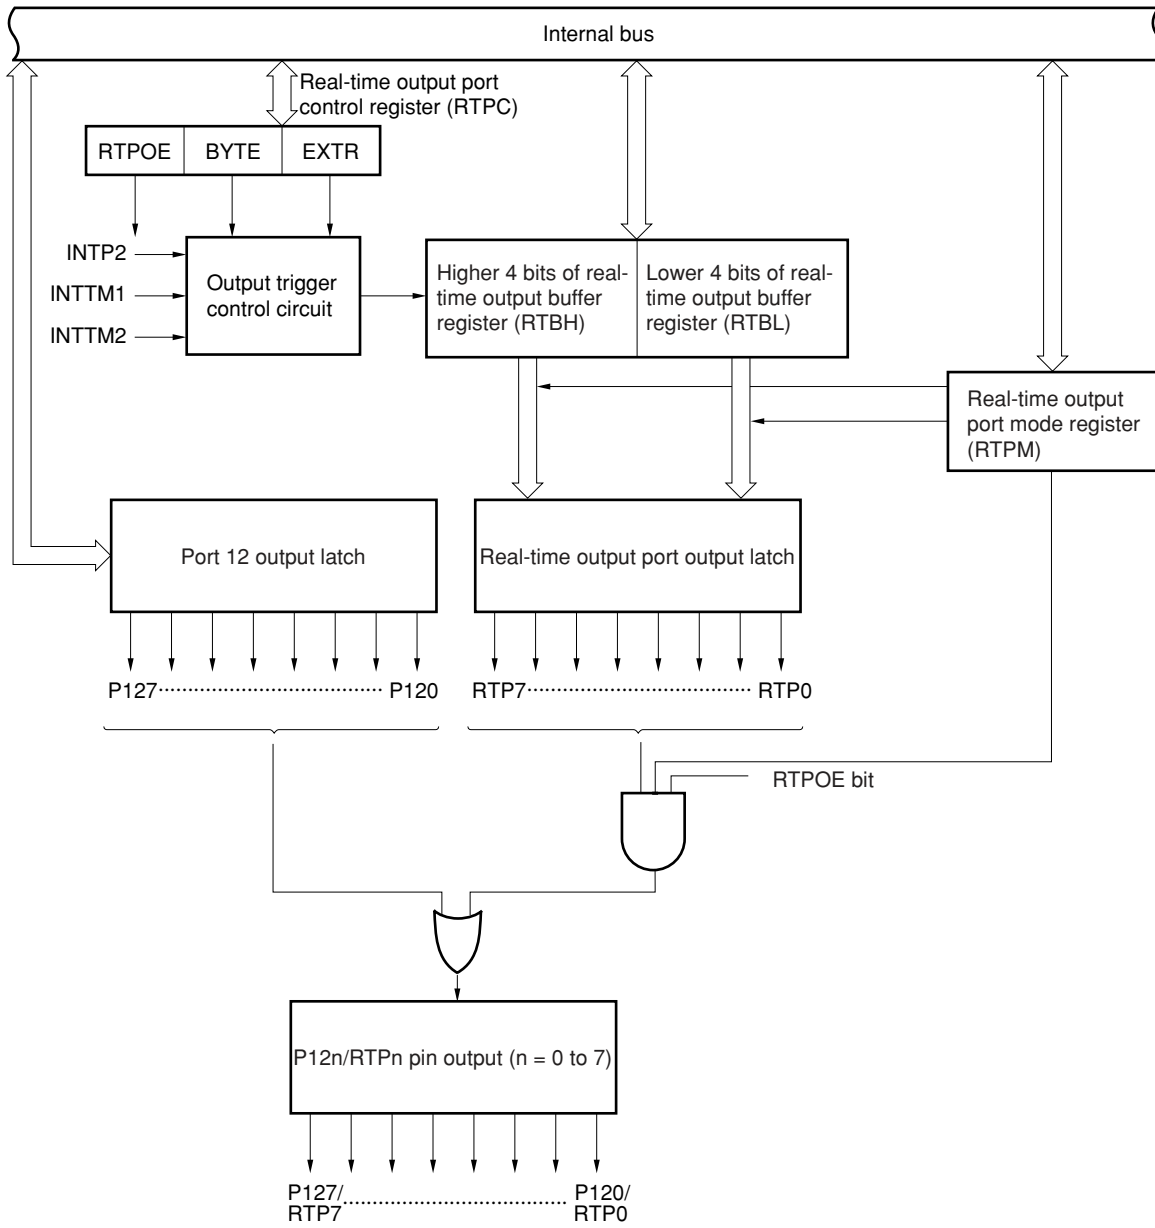 Internal bus
Real-time output port
control register (RTPC)
RTPOE BYTE EXTR
INTP2
INTTM1
INTTM2
Output trigger
control circuit
Higher 4 bits of real-
time output buffer
register (RTBH)
Lower 4 bits of real-
time output buffer
register (RTBL)
Real-time output
port mode register
(RTPM)
Port 12 output latch
Real-time output port output latch
P127 P120
RTP7 RTP0
RTPOE bit
P12n/RTPn pin output (n = 0 to 7)
P127/
RTP7
P120/
RTP0